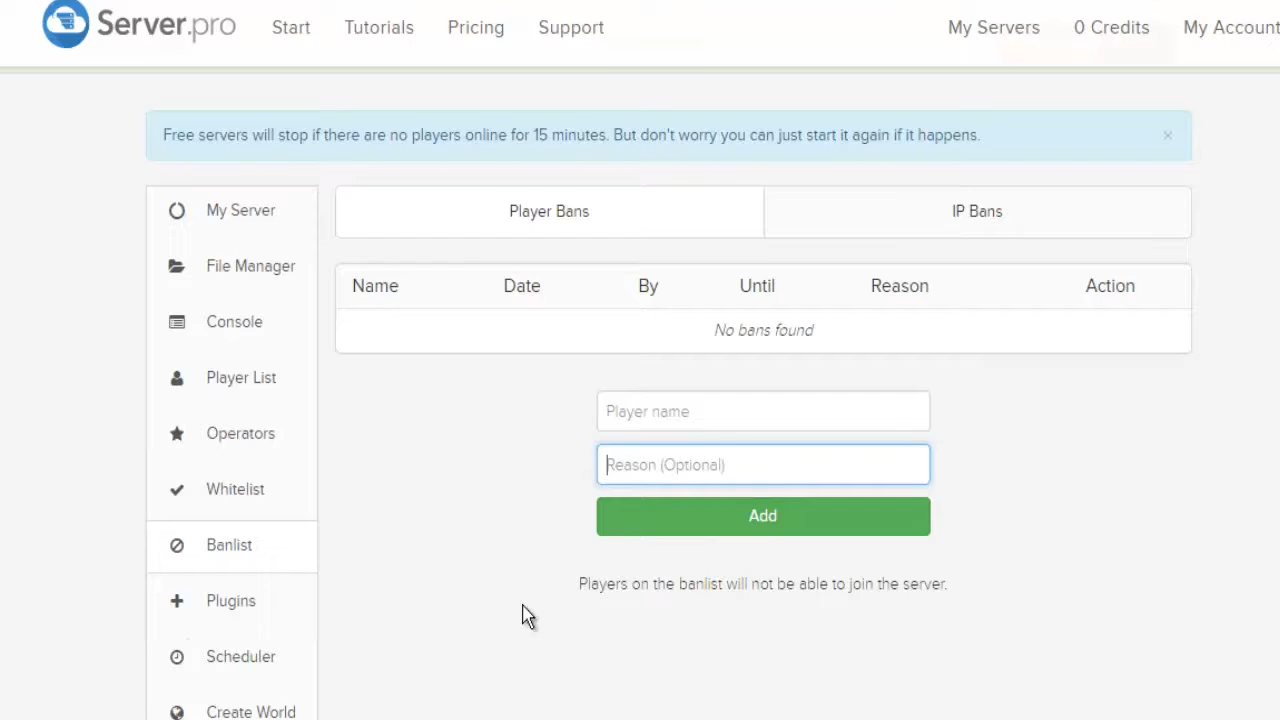 Server.pro Start Tutorials Pricing Support My Servers 0 Credits My Account
Free servers will stop if there are no players online for 15 minutes. But don't worry you can just start it again if it happens. ×
My Server
File Manager
Console
Player List
Operators
Whitelist
Banlist
Plugins
Scheduler
Create World
Player Bans IP Bans
Name Date By Until Reason Action
No bans found
Player name
Reason (Optional)
Add
Players on the banlist will not be able to join the server.